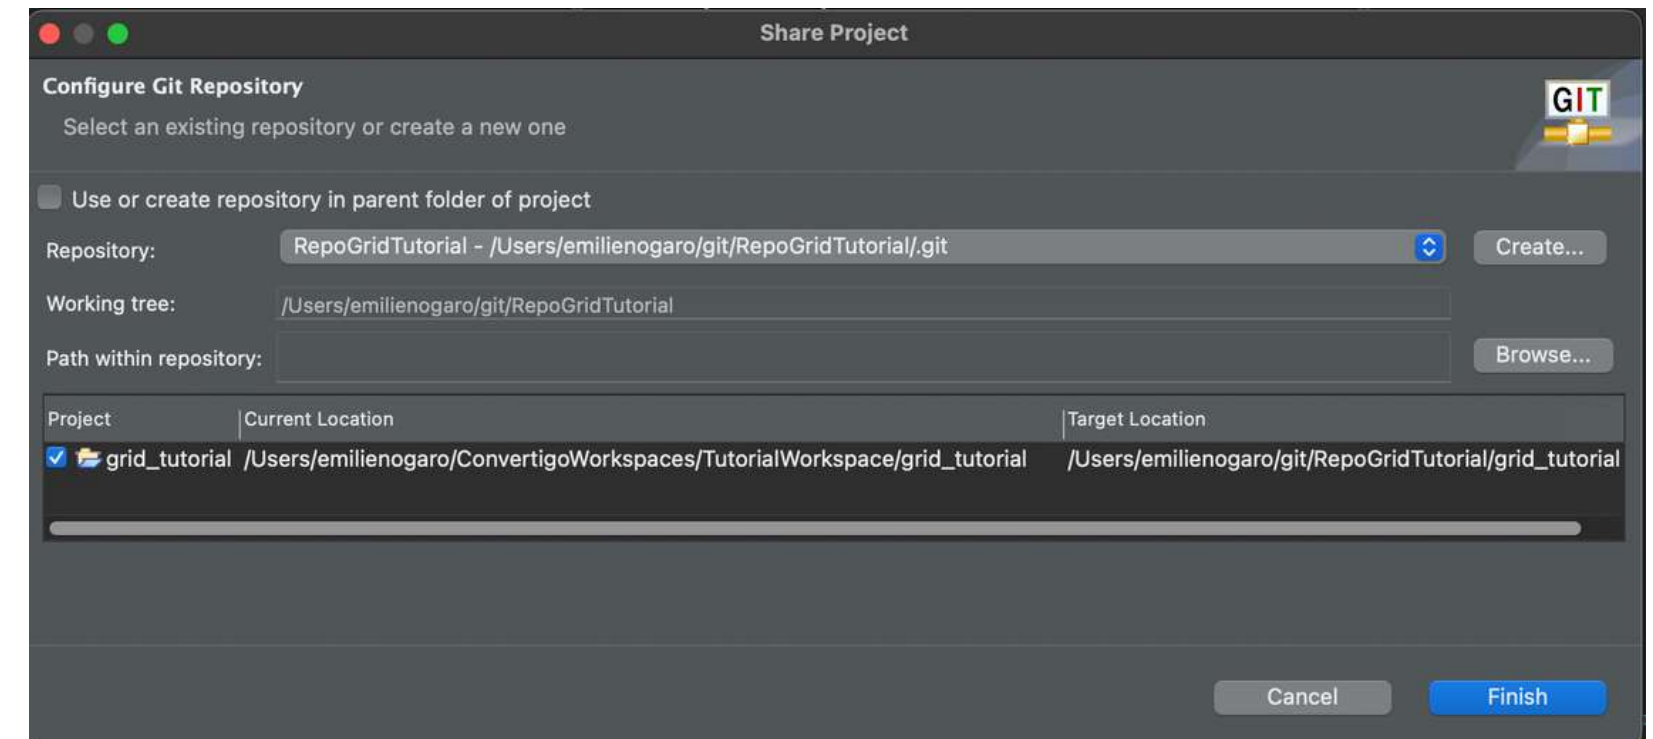 Share Project
Configure Git Repository
Select an existing repository or create a new one
GIT
Use or create repository in parent folder of project
Repository: RepoGridTutorial - /Users/emilienogaro/git/RepoGridTutorial/.git Create...
Working tree: /Users/emilienogaro/git/RepoGridTutorial
Path within repository: Browse...
Project Current Location Target Location
grid_tutorial /Users/emilienogaro/ConvertigoWorkspaces/TutorialWorkspace/grid_tutorial /Users/emilienogaro/git/RepoGridTutorial/grid_tutorial
Cancel Finish